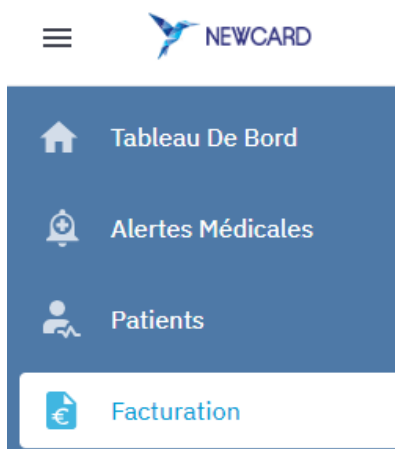 NEWCARD
Tableau De Bord
Alertes Médicales
Patients
Facturation